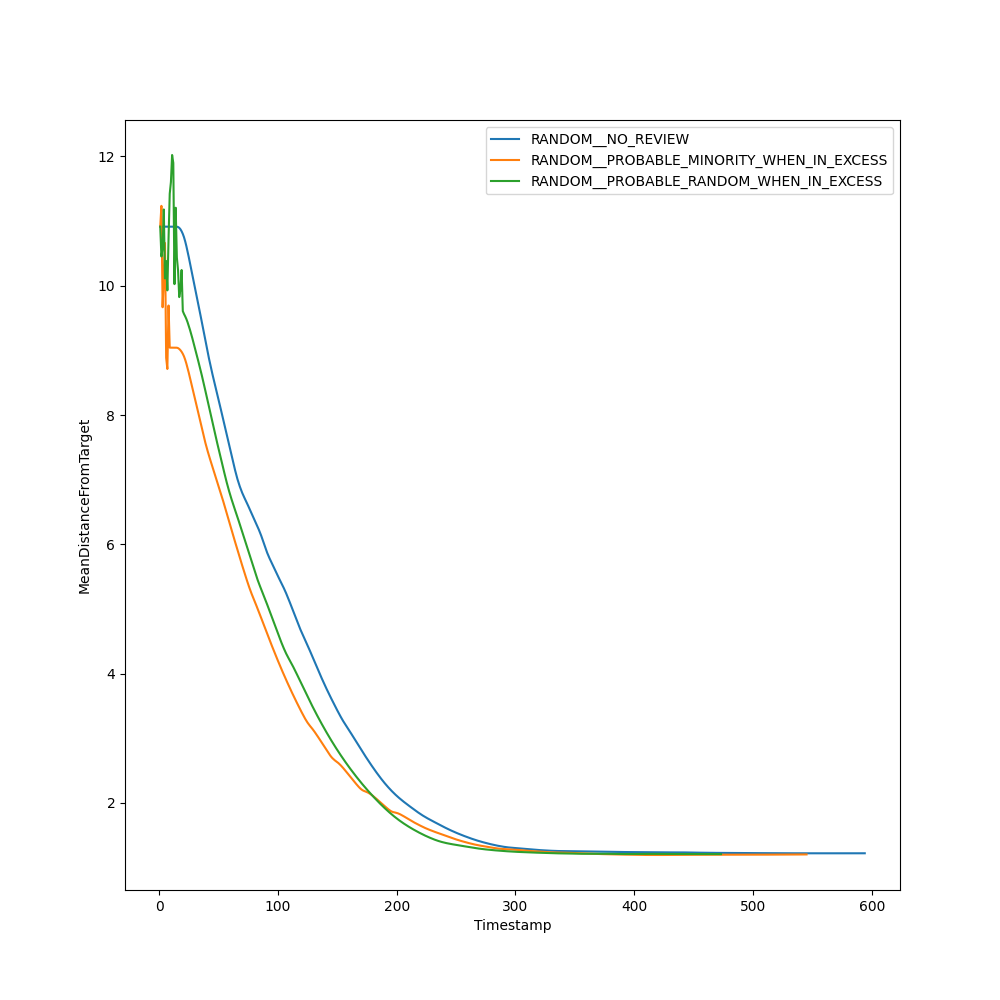 RANDOM__NO_REVIEW
RANDOM__PROBABLE_MINORITY_WHEN_IN_EXCESS
RANDOM__PROBABLE_RANDOM_WHEN_IN_EXCESS
12
10
8
6
4
2
MeanDistanceFromTarget
0 100 200 300 400 500 600
Timestamp